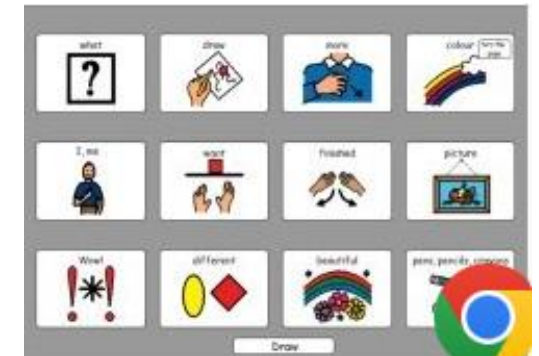 what draw more colour turn the page
I, me want finished picture
Wow! different beautiful pens, pencils, crayons
Draw